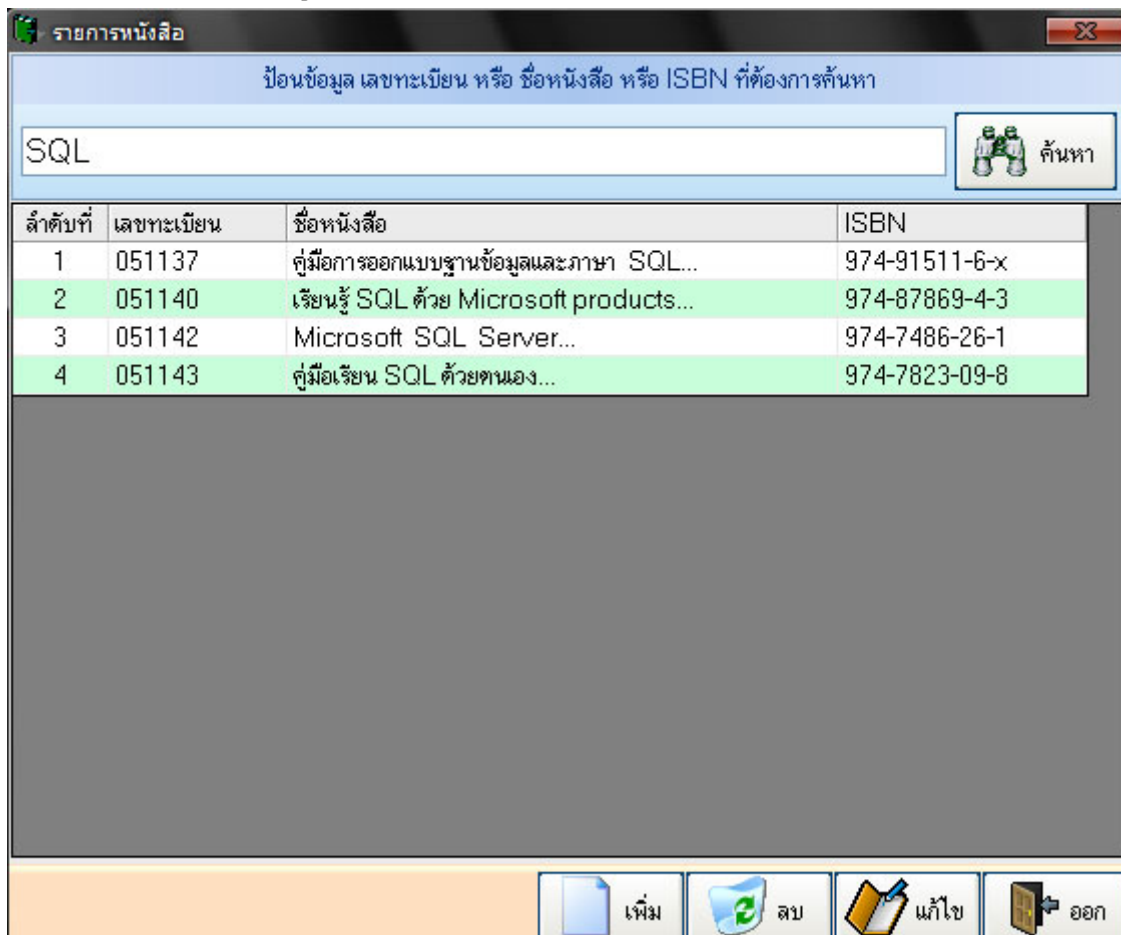 รายการหนังสือ
ป้อนข้อมูล เลขทะเบียน หรือ ชื่อหนังสือ หรือ ISBN ที่ต้องการค้นหา
SQL ค้นหา
ลำดับที่ เลขทะเบียน ชื่อหนังสือ ISBN
1 051137 คู่มือการออกแบบฐานข้อมูลและภาษา SQL... 974-91511-6-x
2 051140 เรียนรู้ SQL ด้วย Microsoft products... 974-87869-4-3
3 051142 Microsoft SQL Server... 974-7486-26-1
4 051143 คู่มือเรียน SQL ด้วยตนเอง... 974-7823-09-8
เพิ่ม ลบ แก้ไข ออก